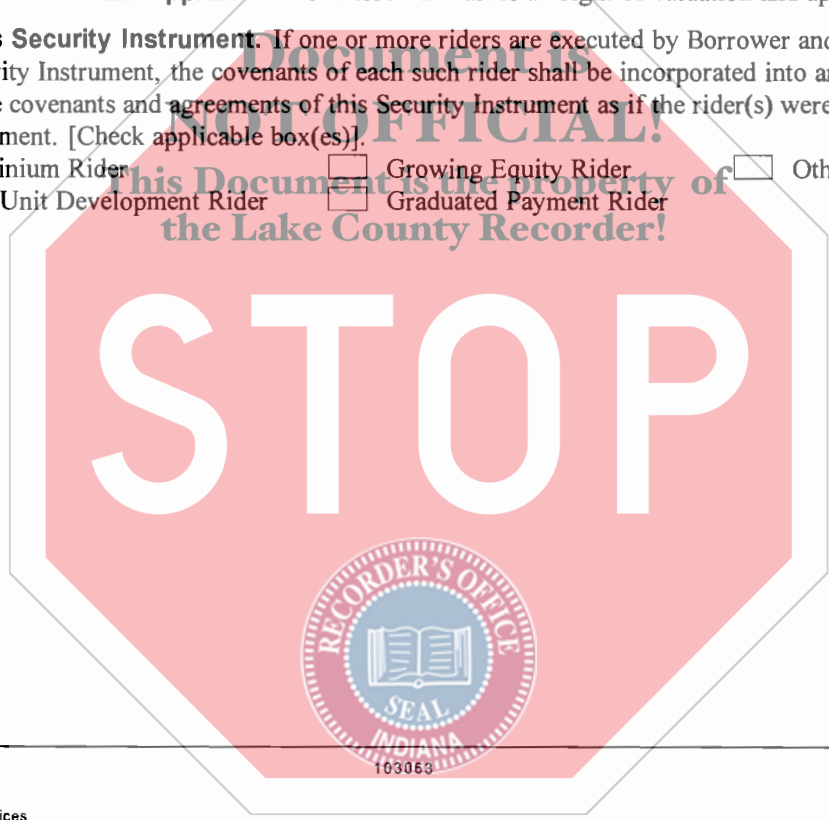 s Security Instrument. If one or more riders are executed by Borrower and
ity Instrument, the covenants of each such rider shall be incorporated into an
e covenants and agreements of this Security Instrument as if the rider(s) were
ment. [Check applicable box(es)].
inium Rider Growing Equity Rider Oth
Unit Development Rider Graduated Payment Rider
Document is
NOT OFFICIAL!
This Document is the property of
the Lake County Recorder!
STOP
RECORDER'S OFFICE
SEAL
INDIANA
103053
ices